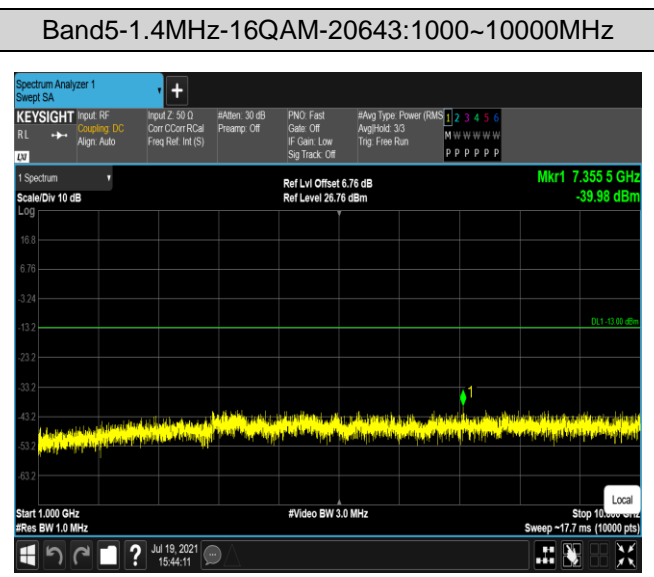 Band5-1.4MHz-16QAM-20643:1000~10000MHz
Spectrum Analyzer 1
Swept SA
+
KEYSIGHT
RL
LXI
Input: RF
Coupling: DC
Align: Auto
Input Z: 50 Ω
Corr CCorr RCal
Freq Ref: Int (S)
#Atten: 30 dB
Preamp: Off
PNO: Fast
Gate: Off
IF Gain: Low
Sig Track: Off
#Avg Type: Power (RMS
Avg|Hold: 3/3
Trig: Free Run
1 2 3 4 5 6
M W W W W W
P P P P P P
1 Spectrum
Scale/Div 10 dB
Log
Ref Lvl Offset 6.76 dB
Ref Level 26.76 dBm
Mkr1 7.355 5 GHz
-39.98 dBm
16.8
6.76
-3.24
-13.2
DL1 -13.00 dBm
-23.2
-33.2
1
-43.2
-53.2
-63.2
Local
Start 1.000 GHz
#Res BW 1.0 MHz
#Video BW 3.0 MHz
Stop 10.000 GHz
Sweep ~17.7 ms (10000 pts)
?
Jul 19, 2021
15:44:11